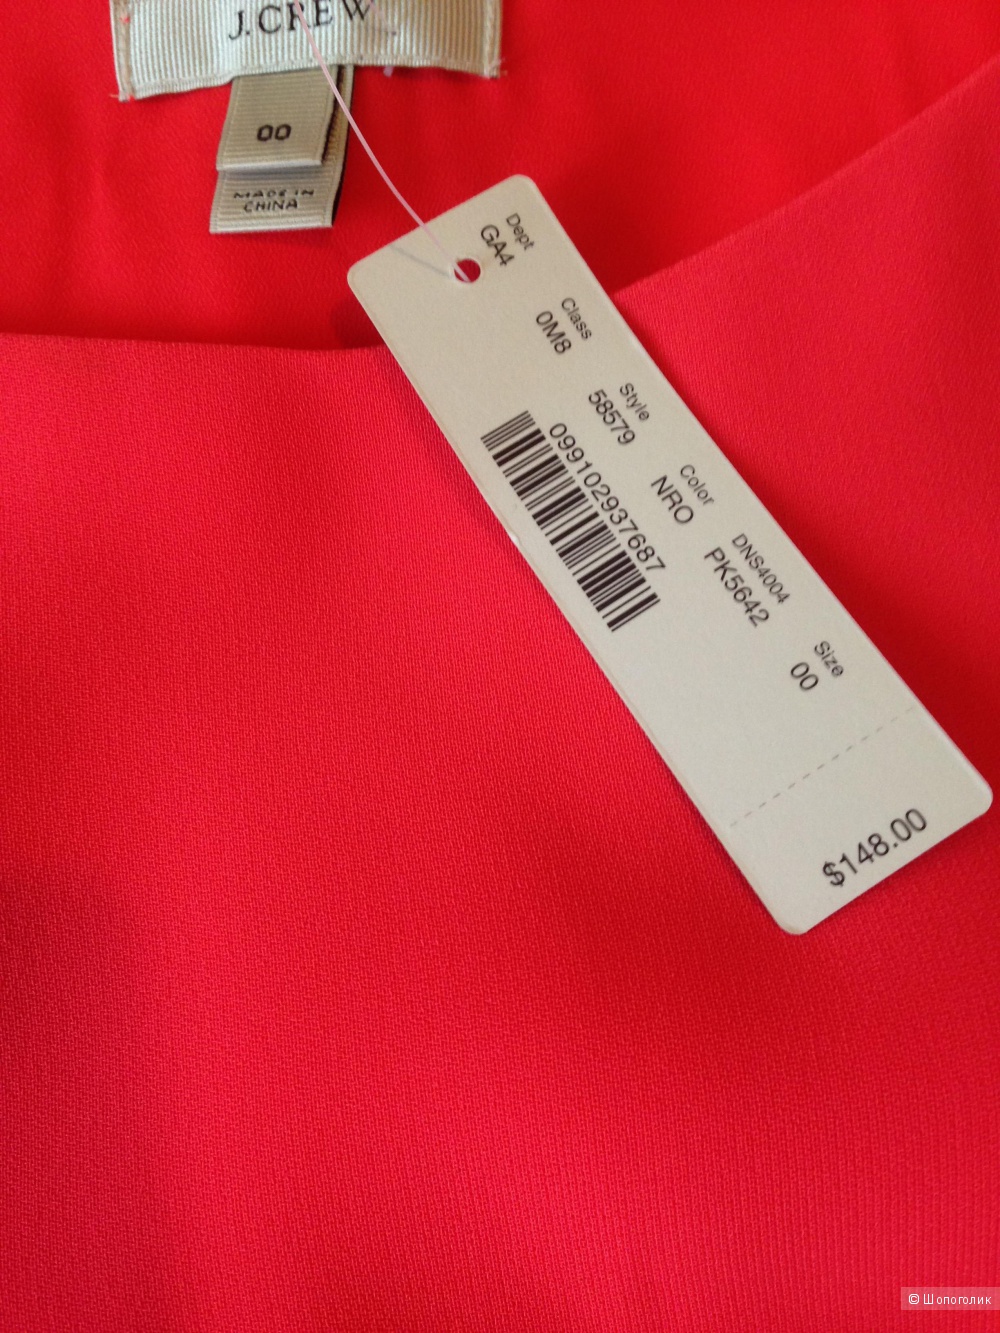 J.CREW
00
MADE IN
CHINA
Dept
GA4
Class
0M8
Style
58579
Color
NRO
DNS4004
PK5642
Size
00
099102937687
$148.00
© Шопоголик